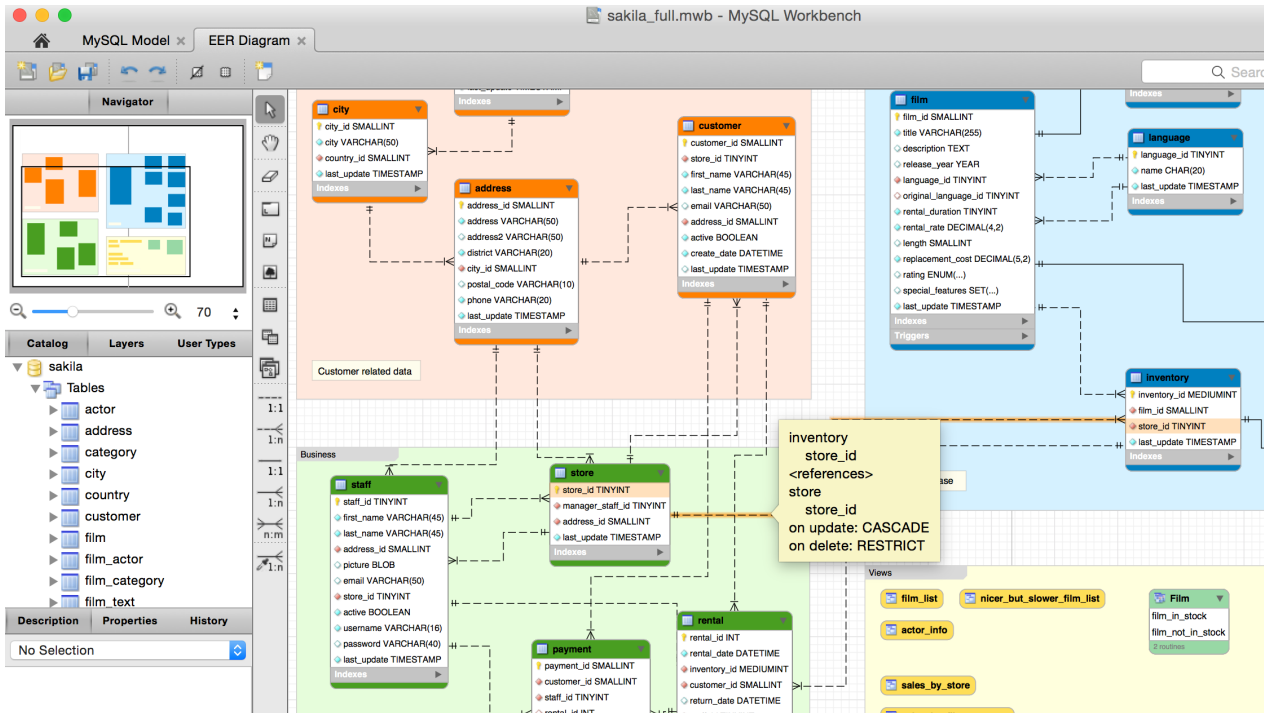 sakila_full.mwb - MySQL Workbench
MySQL Model ×
EER Diagram ×
Navigator
70
Catalog
Layers
User Types
sakila
Tables
actor
address
category
city
country
customer
film
film_actor
film_category
film_text
Description
Properties
History
No Selection
1:1
1:n
1:1
1:n
n:m
1:n
Indexes
city
city_id SMALLINT
city VARCHAR(50)
country_id SMALLINT
last_update TIMESTAMP
Indexes
address
address_id SMALLINT
address VARCHAR(50)
address2 VARCHAR(50)
district VARCHAR(20)
city_id SMALLINT
postal_code VARCHAR(10)
phone VARCHAR(20)
last_update TIMESTAMP
Indexes
customer
customer_id SMALLINT
store_id TINYINT
first_name VARCHAR(45)
last_name VARCHAR(45)
email VARCHAR(50)
address_id SMALLINT
active BOOLEAN
create_date DATETIME
last_update TIMESTAMP
Indexes
Customer related data
film
film_id SMALLINT
title VARCHAR(255)
description TEXT
release_year YEAR
language_id TINYINT
original_language_id TINYINT
rental_duration TINYINT
rental_rate DECIMAL(4,2)
length SMALLINT
replacement_cost DECIMAL(5,2)
rating ENUM(...)
special_features SET(...)
last_update TIMESTAMP
Indexes
Triggers
Indexes
language
language_id TINYINT
name CHAR(20)
last_update TIMESTAMP
Indexes
inventory
inventory_id MEDIUMINT
film_id SMALLINT
store_id TINYINT
last_update TIMESTAMP
Indexes
inventory
store_id
<references>
store
store_id
on update: CASCADE
on delete: RESTRICT
Business
staff
staff_id TINYINT
first_name VARCHAR(45)
last_name VARCHAR(45)
address_id SMALLINT
picture BLOB
email VARCHAR(50)
store_id TINYINT
active BOOLEAN
username VARCHAR(16)
password VARCHAR(40)
last_update TIMESTAMP
Indexes
store
store_id TINYINT
manager_staff_id TINYINT
address_id SMALLINT
last_update TIMESTAMP
Indexes
payment
payment_id SMALLINT
customer_id SMALLINT
staff_id TINYINT
rental_id INT
rental
rental_id INT
rental_date DATETIME
inventory_id MEDIUMINT
customer_id SMALLINT
return_date DATETIME
Views
film_list
nicer_but_slower_film_list
actor_info
sales_by_store
Film
film_in_stock
film_not_in_stock
2 routines